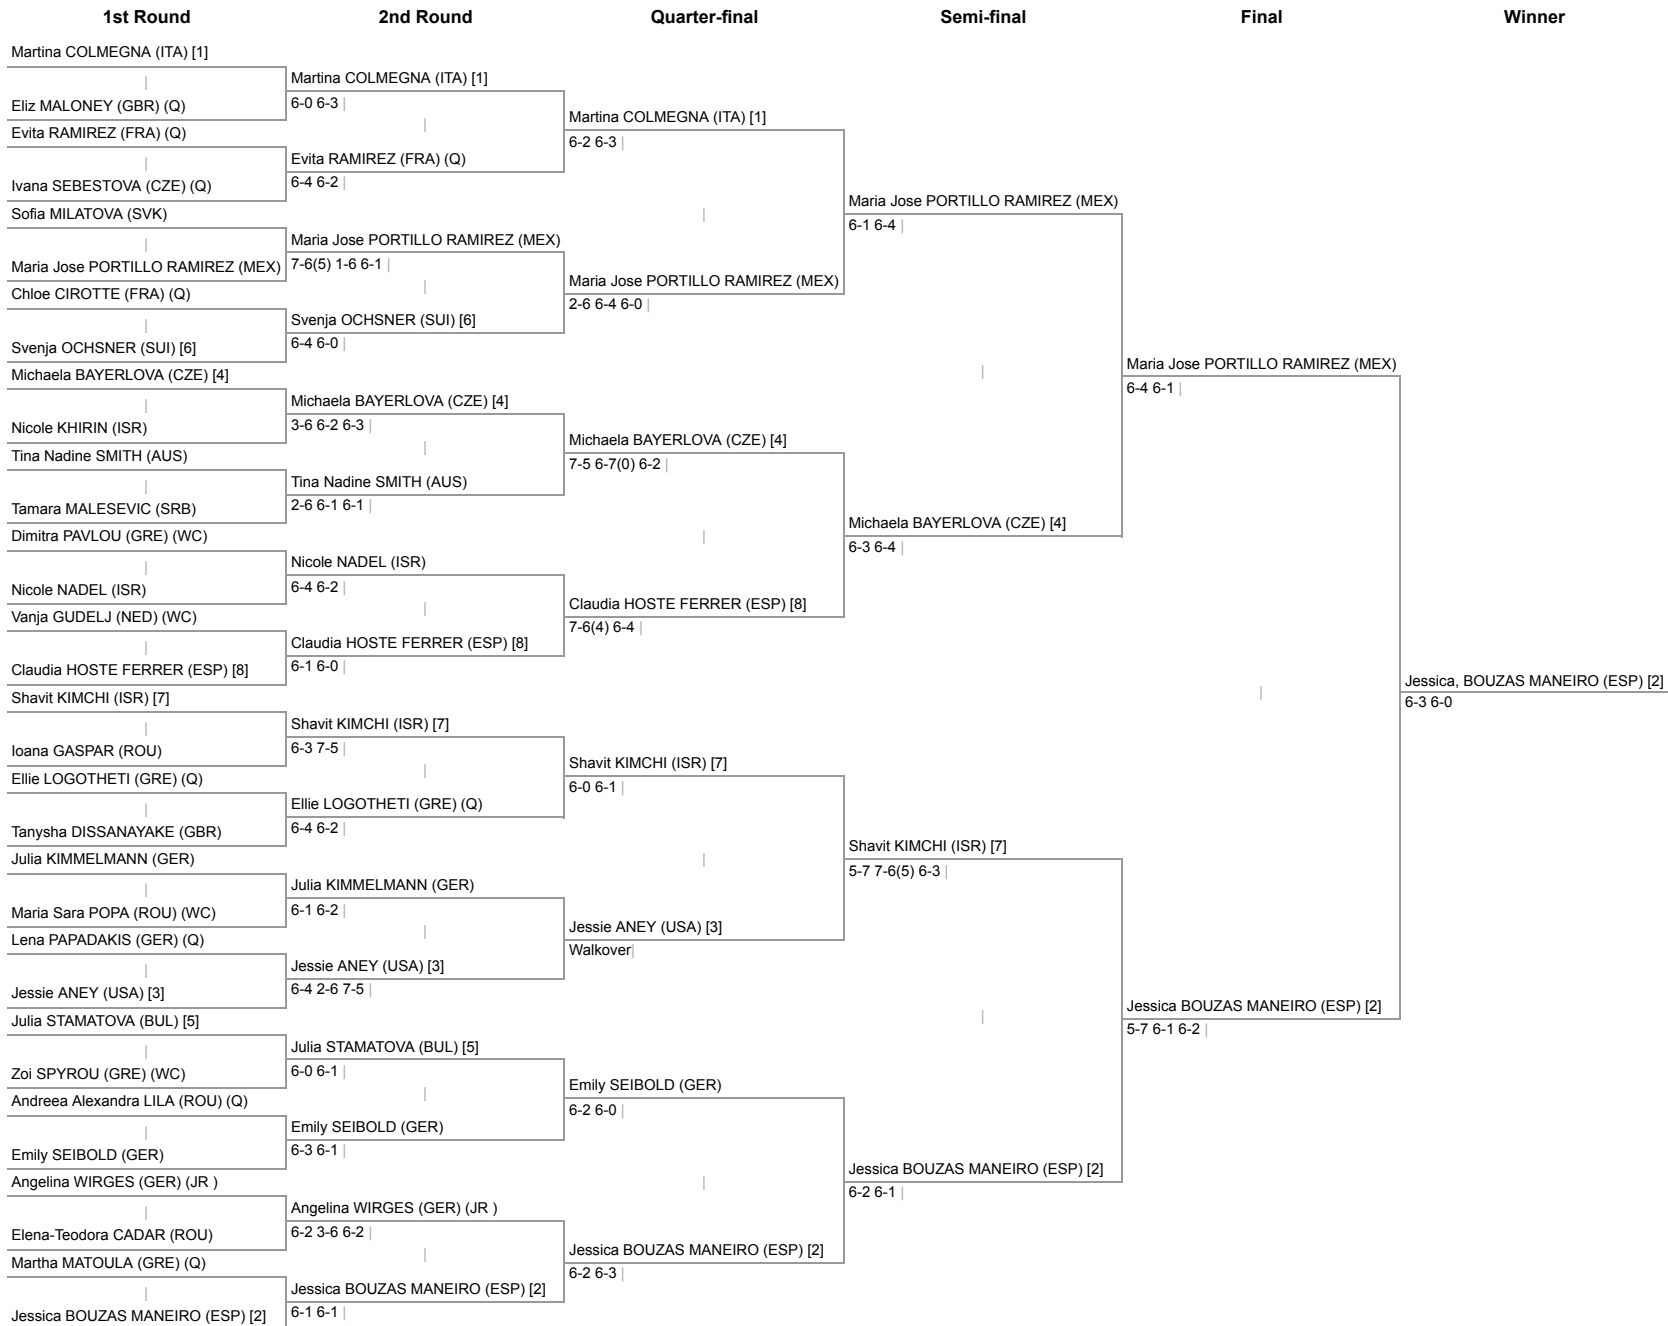 1st Round
2nd Round
Quarter-final
Semi-final
Final
Winner
Martina COLMEGNA (ITA) [1]
Eliz MALONEY (GBR) (Q)
Evita RAMIREZ (FRA) (Q)
Ivana SEBESTOVA (CZE) (Q)
Sofia MILATOVA (SVK)
Maria Jose PORTILLO RAMIREZ (MEX)
Chloe CIROTTE (FRA) (Q)
Svenja OCHSNER (SUI) [6]
Michaela BAYERLOVA (CZE) [4]
Nicole KHIRIN (ISR)
Tina Nadine SMITH (AUS)
Tamara MALESEVIC (SRB)
Dimitra PAVLOU (GRE) (WC)
Nicole NADEL (ISR)
Vanja GUDELJ (NED) (WC)
Claudia HOSTE FERRER (ESP) [8]
Shavit KIMCHI (ISR) [7]
Ioana GASPAR (ROU)
Ellie LOGOTHETI (GRE) (Q)
Tanysha DISSANAYAKE (GBR)
Julia KIMMELMANN (GER)
Maria Sara POPA (ROU) (WC)
Lena PAPADAKIS (GER) (Q)
Jessie ANEY (USA) [3]
Julia STAMATOVA (BUL) [5]
Zoi SPYROU (GRE) (WC)
Andreea Alexandra LILA (ROU) (Q)
Emily SEIBOLD (GER)
Angelina WIRGES (GER) (JR )
Elena-Teodora CADAR (ROU)
Martha MATOULA (GRE) (Q)
Jessica BOUZAS MANEIRO (ESP) [2]
Martina COLMEGNA (ITA) [1]
6-0 6-3
Evita RAMIREZ (FRA) (Q)
6-4 6-2
Maria Jose PORTILLO RAMIREZ (MEX)
7-6(5) 1-6 6-1
Svenja OCHSNER (SUI) [6]
6-4 6-0
Michaela BAYERLOVA (CZE) [4]
3-6 6-2 6-3
Tina Nadine SMITH (AUS)
2-6 6-1 6-1
Nicole NADEL (ISR)
6-4 6-2
Claudia HOSTE FERRER (ESP) [8]
6-1 6-0
Shavit KIMCHI (ISR) [7]
6-3 7-5
Ellie LOGOTHETI (GRE) (Q)
6-4 6-2
Julia KIMMELMANN (GER)
6-1 6-2
Jessie ANEY (USA) [3]
6-4 2-6 7-5
Julia STAMATOVA (BUL) [5]
6-0 6-1
Emily SEIBOLD (GER)
6-3 6-1
Angelina WIRGES (GER) (JR )
6-2 3-6 6-2
Jessica BOUZAS MANEIRO (ESP) [2]
6-1 6-1
Martina COLMEGNA (ITA) [1]
6-2 6-3
Maria Jose PORTILLO RAMIREZ (MEX)
2-6 6-4 6-0
Michaela BAYERLOVA (CZE) [4]
7-5 6-7(0) 6-2
Claudia HOSTE FERRER (ESP) [8]
7-6(4) 6-4
Shavit KIMCHI (ISR) [7]
6-0 6-1
Jessie ANEY (USA) [3]
Walkover
Emily SEIBOLD (GER)
6-2 6-0
Jessica BOUZAS MANEIRO (ESP) [2]
6-2 6-3
Maria Jose PORTILLO RAMIREZ (MEX)
6-1 6-4
Michaela BAYERLOVA (CZE) [4]
6-3 6-4
Shavit KIMCHI (ISR) [7]
5-7 7-6(5) 6-3
Jessica BOUZAS MANEIRO (ESP) [2]
6-2 6-1
Maria Jose PORTILLO RAMIREZ (MEX)
6-4 6-1
Jessica BOUZAS MANEIRO (ESP) [2]
5-7 6-1 6-2
Jessica, BOUZAS MANEIRO (ESP) [2]
6-3 6-0